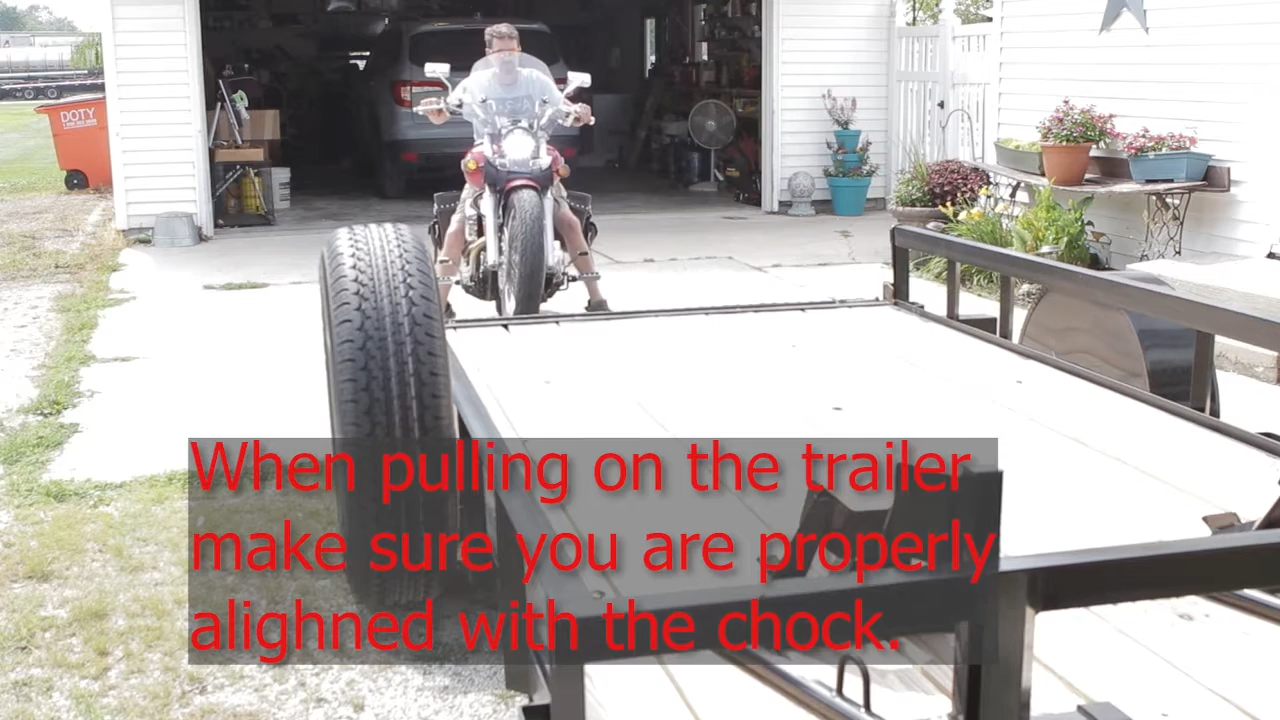 DOTY
When pulling on the trailer
make sure you are properly
alighned with the chock.